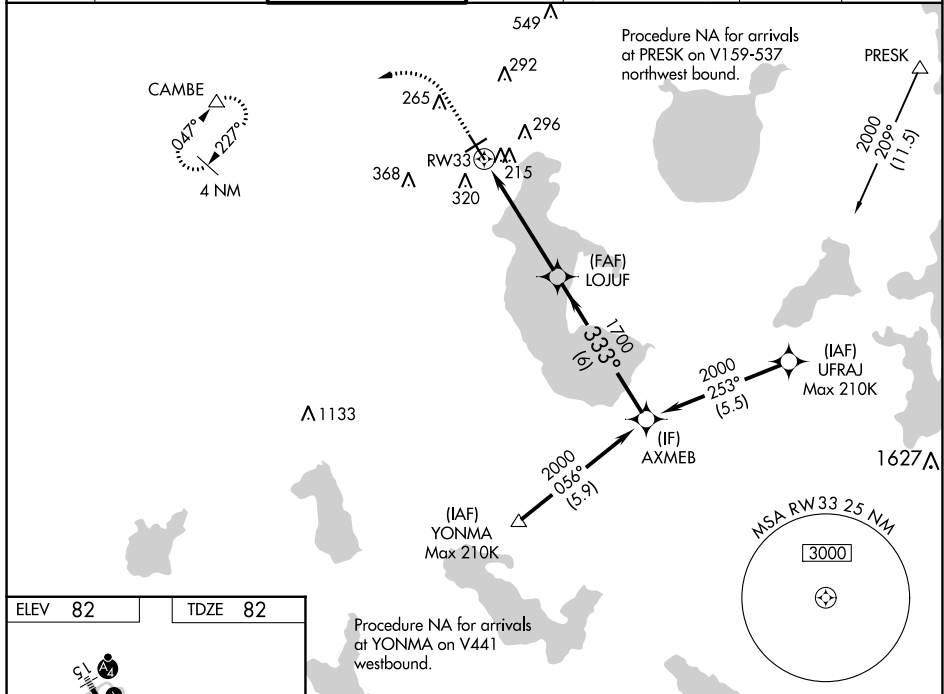 549
Procedure NA for arrivals
at PRESK on V159-537
northwest bound.
PRESK
292
CAMBE
265
047°
227°
4 NM
296
RW33
215
368
320
2000
209°
(11.5)
(FAF)
LOJUF
1700
333°
(6)
2000
253°
(5.5)
(IAF)
UFRAJ
Max 210K
1133
(IF)
AXMEB
1627
2000
056°
(5.9)
(IAF)
YONMA
Max 210K
MSA RW33 25 NM
3000
ELEV 82
TDZE 82
Procedure NA for arrivals
at YONMA on V441
westbound.
15
A4